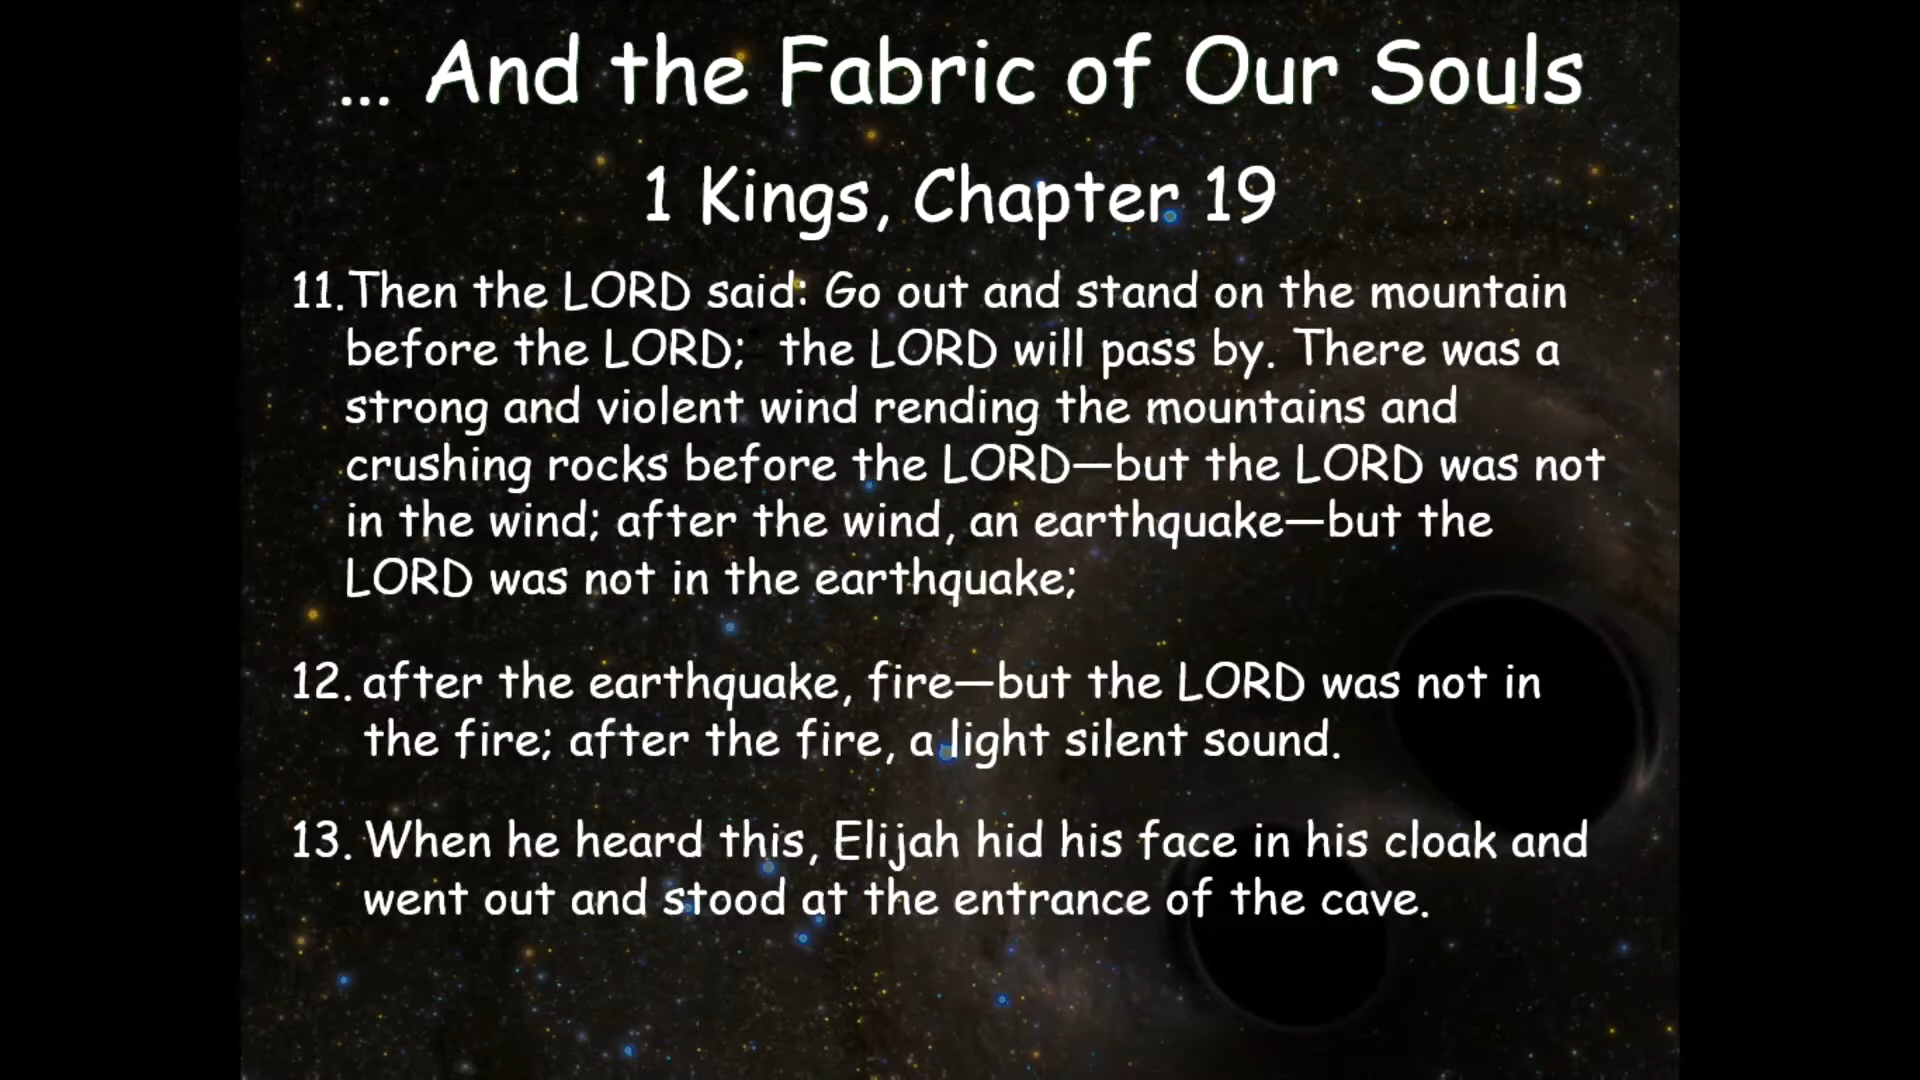 ... And the Fabric of Our Souls
1 Kings, Chapter 19
11. Then the LORD said: Go out and stand on the mountain
before the LORD; the LORD will pass by. There was a
strong and violent wind rending the mountains and
crushing rocks before the LORD—but the LORD was not
in the wind; after the wind, an earthquake—but the
LORD was not in the earthquake;
12. after the earthquake, fire—but the LORD was not in
the fire; after the fire, a light silent sound.
13. When he heard this, Elijah hid his face in his cloak and
went out and stood at the entrance of the cave.